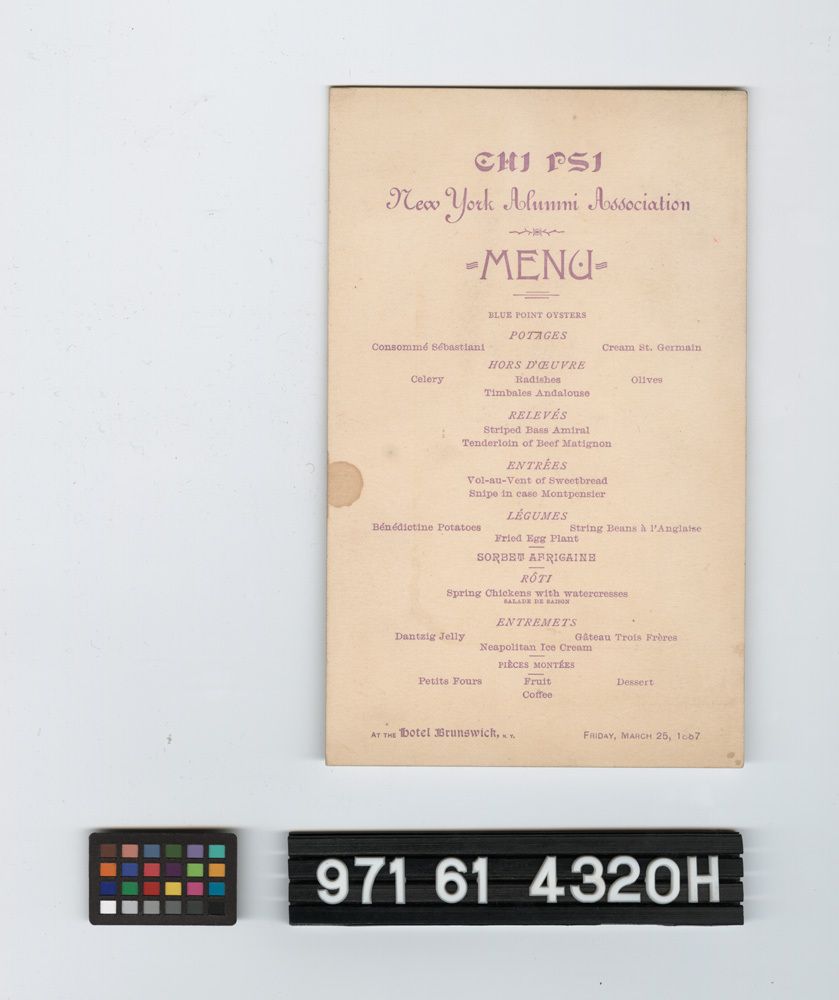 CHI PSI
New York Alumni Association
MENU
BLUE POINT OYSTERS
POTAGES
Consommé Sébastiani Cream St. Germain
HORS D'ŒUVRE
Celery Radishes Olives
Timbales Andalouse
RELEVÉS
Striped Bass Amiral
Tenderloin of Beef Matignon
ENTRÉES
Vol-au-Vent of Sweetbread
Snipe in case Montpensier
LÉGUMES
Bénédictine Potatoes String Beans à l'Anglaise
Fried Egg Plant
SORBET AFRICAINE
RÔTI
Spring Chickens with watercresses
SALADE DE SAISON
ENTREMETS
Dantzig Jelly Gâteau Trois Frères
Neapolitan Ice Cream
PIÈCES MONTÉES
Petits Fours Fruit Dessert
Coffee
AT THE Hotel Brunswick, N. Y. FRIDAY, MARCH 25, 1887
971 61 4320H